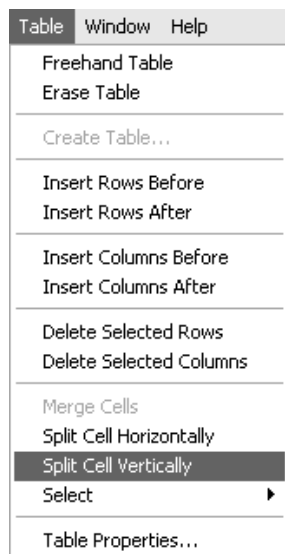 Table Window Help
Freehand Table
Erase Table
Create Table...
Insert Rows Before
Insert Rows After
Insert Columns Before
Insert Columns After
Delete Selected Rows
Delete Selected Columns
Merge Cells
Split Cell Horizontally
Split Cell Vertically
Select
Table Properties...